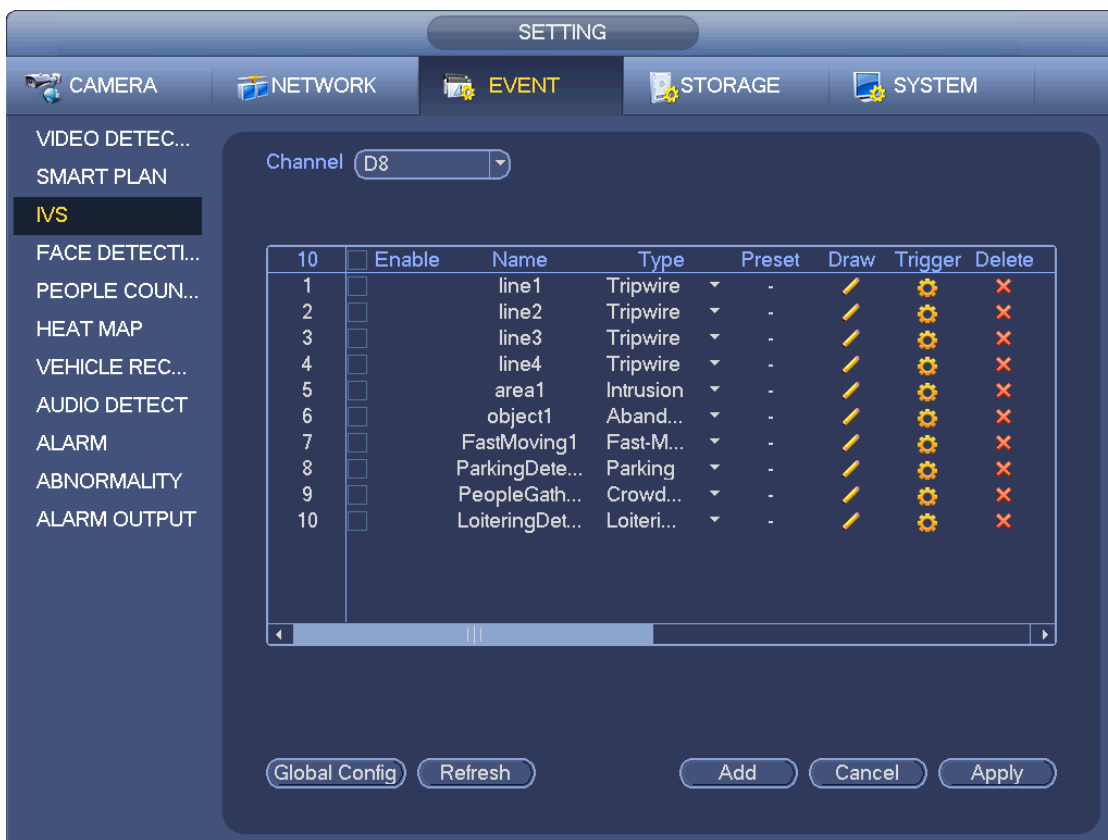 SETTING
CAMERA NETWORK EVENT STORAGE SYSTEM
VIDEO DETEC...
SMART PLAN
IVS
FACE DETECTI...
PEOPLE COUN...
HEAT MAP
VEHICLE REC...
AUDIO DETECT
ALARM
ABNORMALITY
ALARM OUTPUT
Channel D8
10 Enable Name Type Preset Draw Trigger Delete
1 line1 Tripwire -
2 line2 Tripwire -
3 line3 Tripwire -
4 line4 Tripwire -
5 area1 Intrusion -
6 object1 Aband... -
7 FastMoving1 Fast-M... -
8 ParkingDete... Parking -
9 PeopleGath... Crowd... -
10 LoiteringDet... Loiteri... -
Global Config Refresh Add Cancel Apply